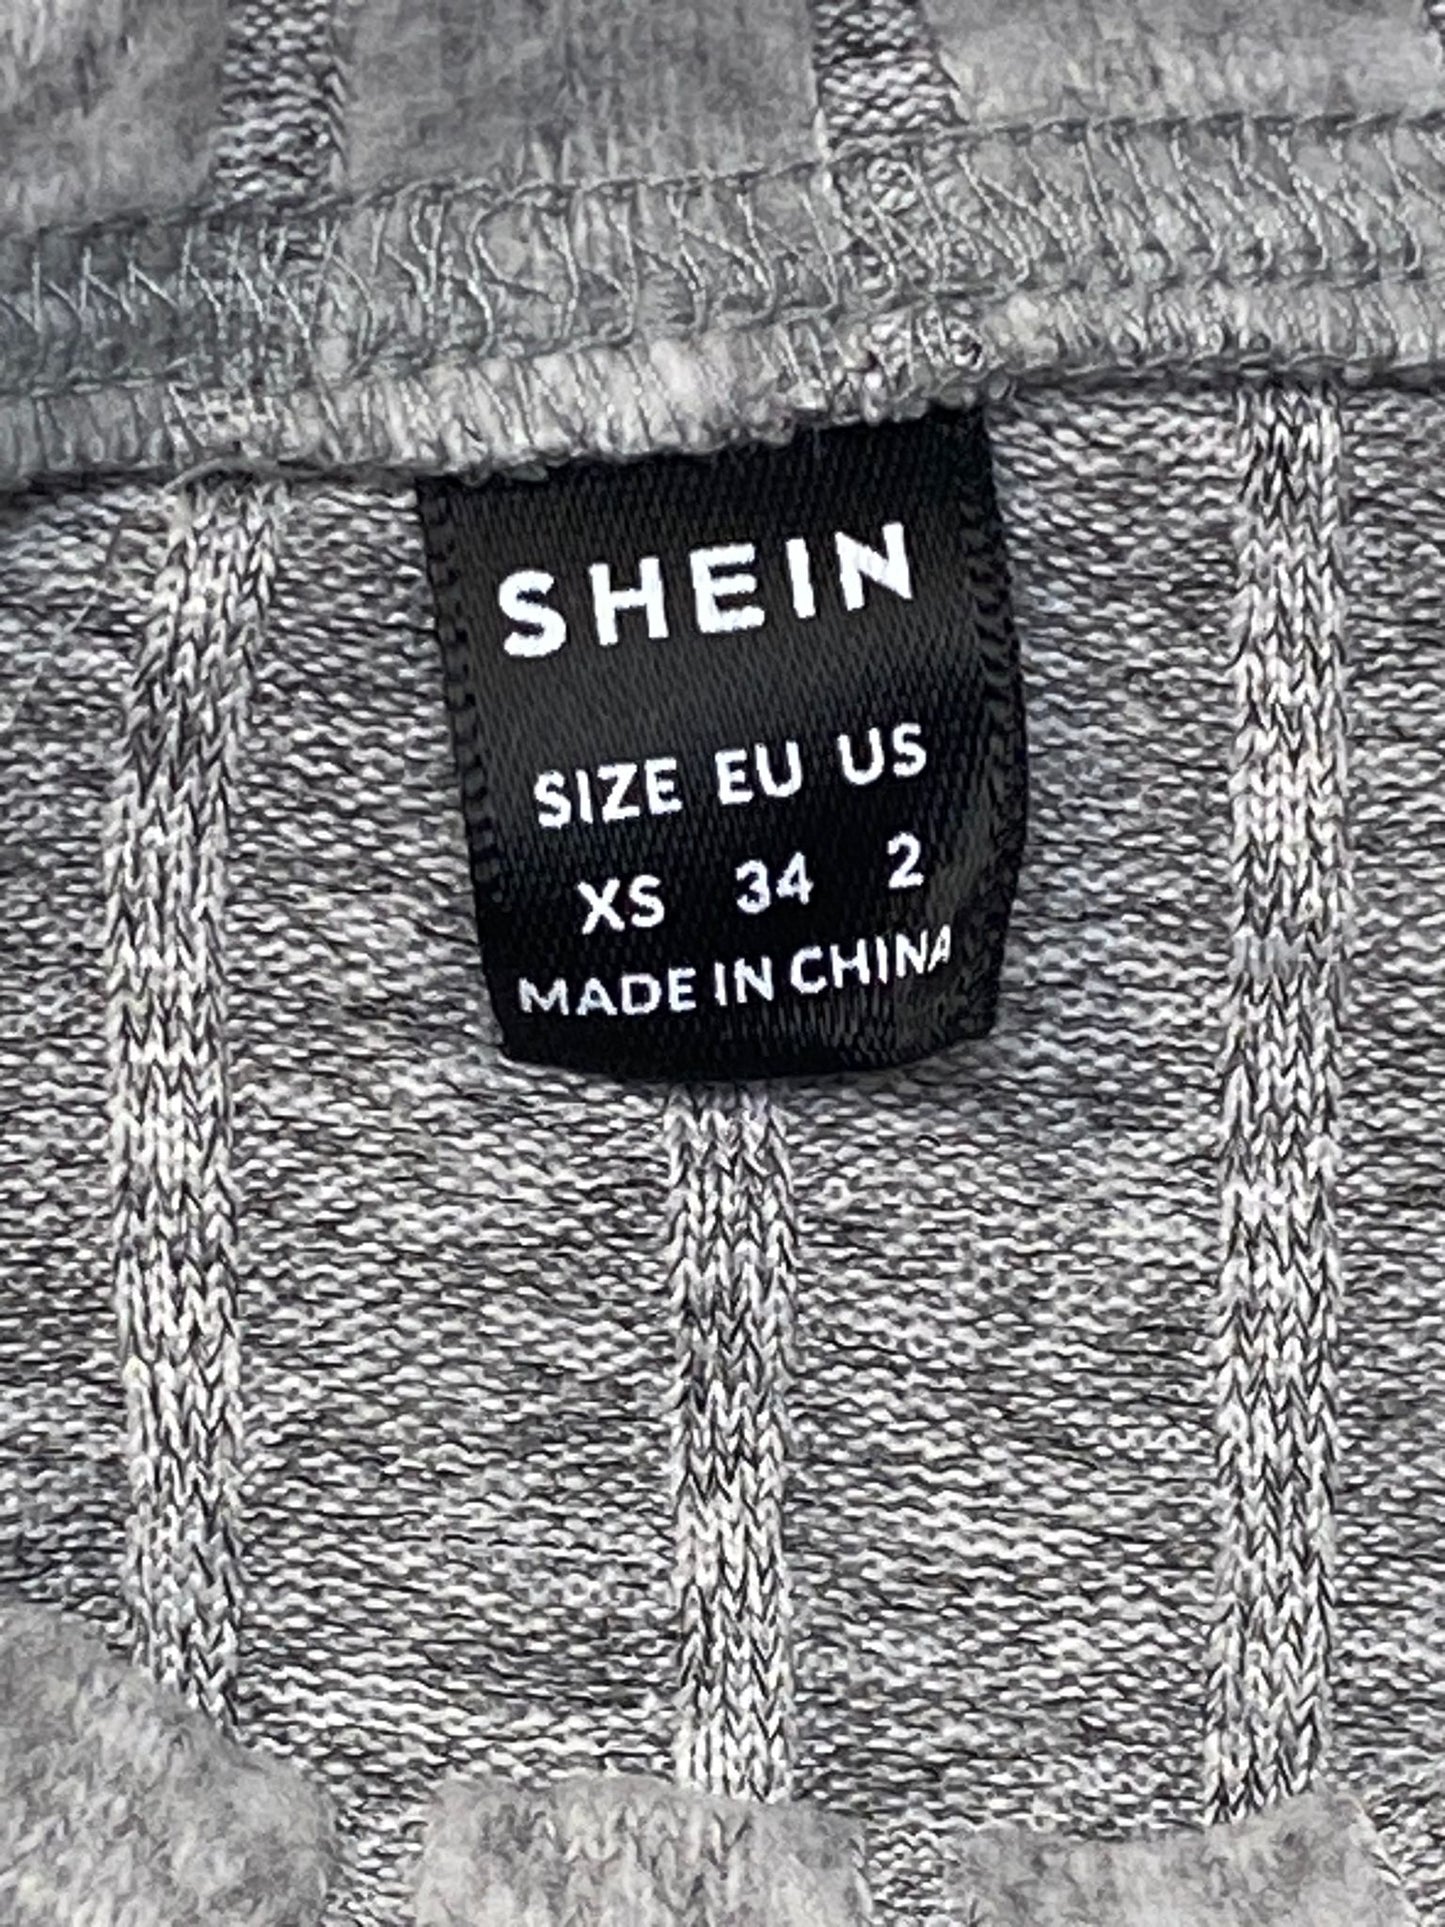 SHEIN
SIZE EU US
XS 34 2
MADE IN CHINA